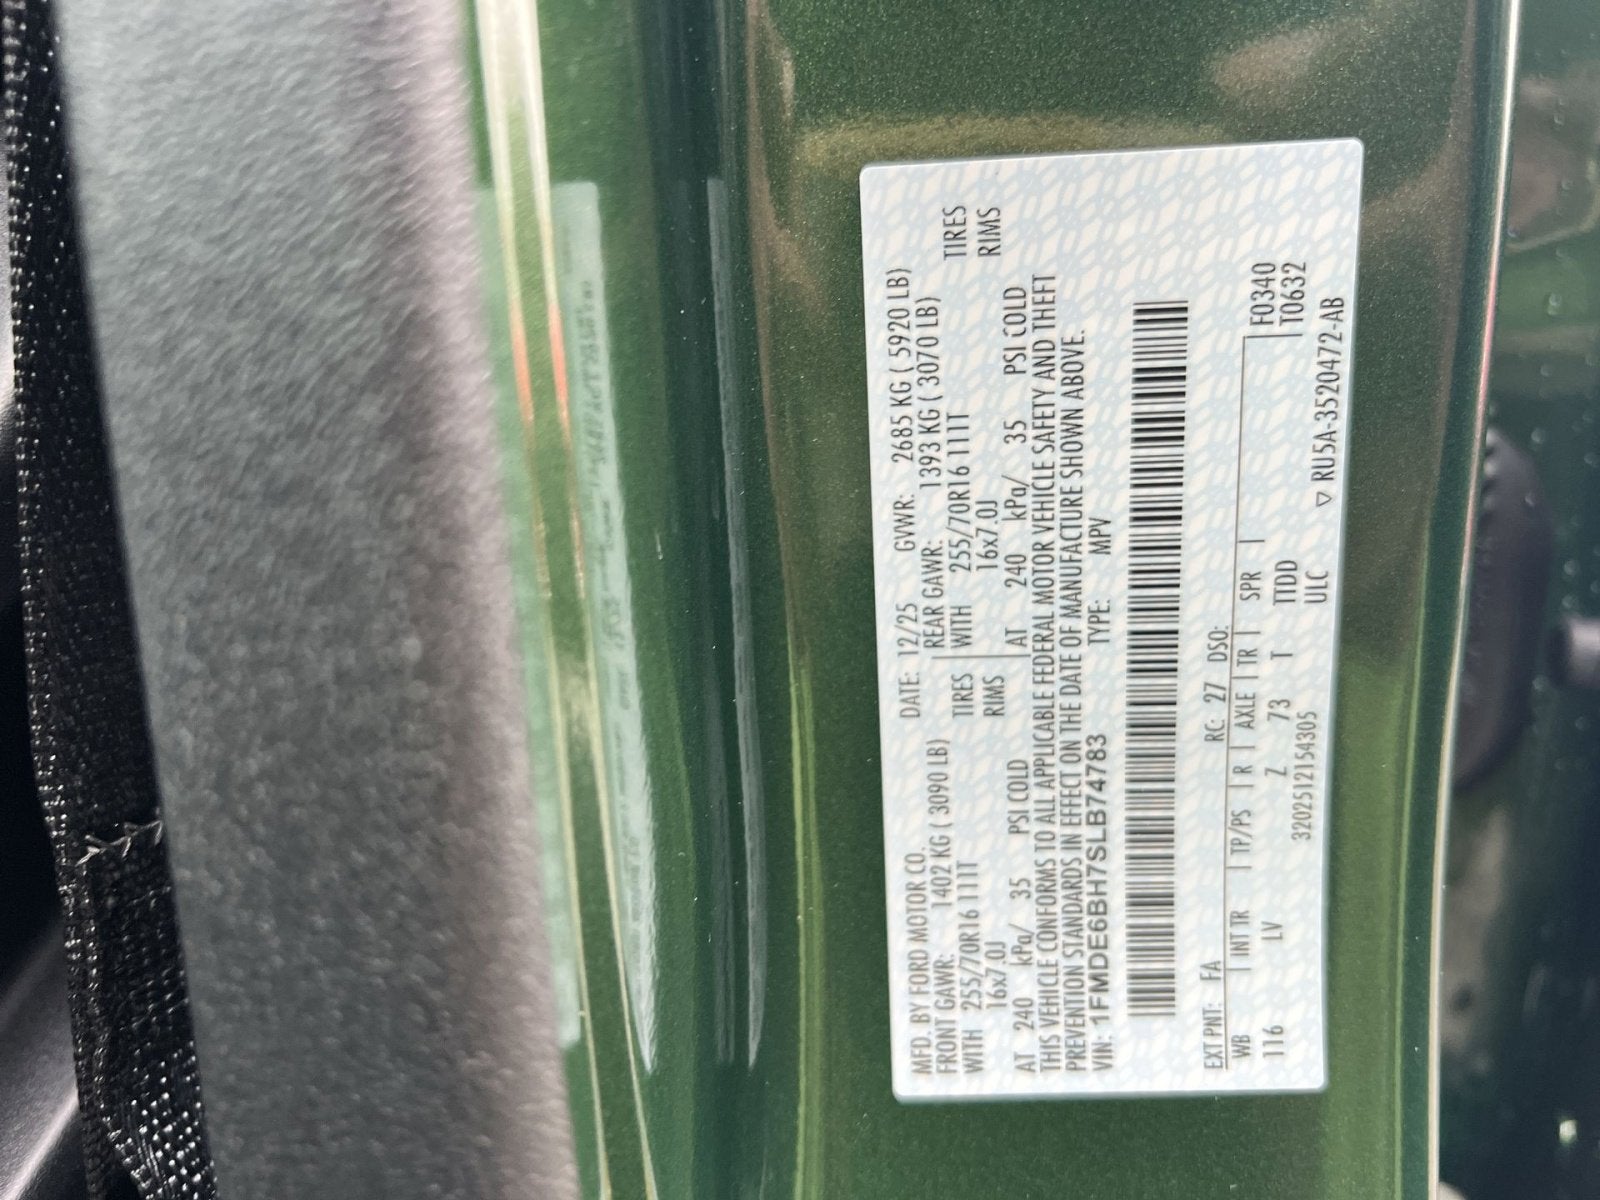 MFD. BY FORD MOTOR CO. DATE: 12/25 GVWR: 2685 KG ( 5920 LB)
FRONT GAWR: 1402 KG ( 3090 LB) REAR GAWR: 1393 KG ( 3070 LB)
WITH 255/70R16 111T TIRES WITH 255/70R16 111T TIRES
16x7.0J RIMS 16x7.0J RIMS
AT 240 kPa/ 35 PSI COLD AT 240 kPa/ 35 PSI COLD
THIS VEHICLE CONFORMS TO ALL APPLICABLE FEDERAL MOTOR VEHICLE SAFETY AND THEFT
PREVENTION STANDARDS IN EFFECT ON THE DATE OF MANUFACTURE SHOWN ABOVE.
VIN: 1FMDE6BH7SLB74783 TYPE: MPV
EXT PNT: FA RC: 27 DSO:
WB INT TR TP/PS R AXLE TR SPR F0340
116 LV Z 73 T TTDD T0632
3202512154305 ULC ▽ RU5A-3520472-AB